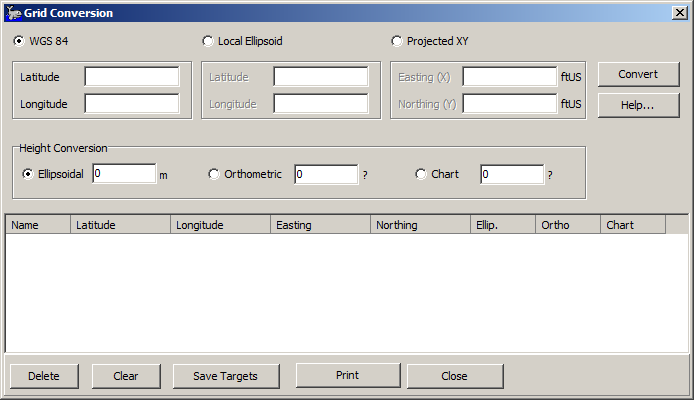 Grid Conversion
WGS 84 Local Ellipsoid Projected XY
Latitude Latitude Easting (X) ftUS Convert
Longitude Longitude Northing (Y) ftUS Help...
Height Conversion
Ellipsoidal 0 m Orthometric 0 ? Chart 0 ?
Name Latitude Longitude Easting Northing Ellip. Ortho Chart
Delete Clear Save Targets Print Close